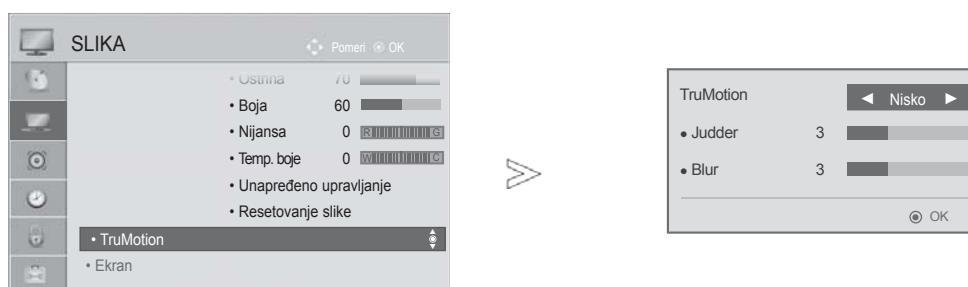 SLIKA
Pomeri OK
• Oštrina 70
• Boja 60
• Nijansa 0 R G
• Temp. boje 0 W C
• Unapređeno upravljanje
• Resetovanje slike
• TruMotion
• Ekran
TruMotion ◄ Nisko ►
● Judder 3
● Blur 3
OK